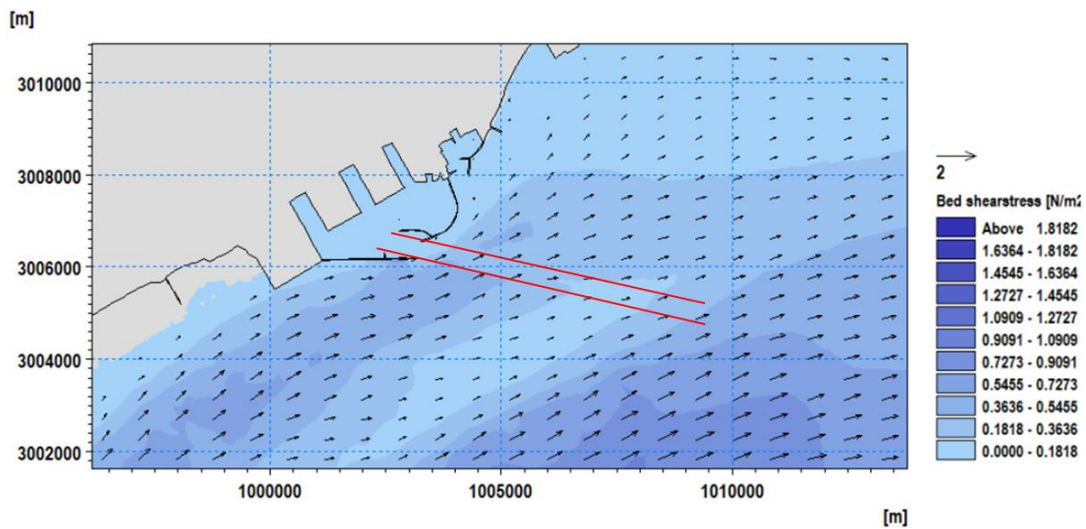 [m]
3010000
3008000
3006000
3004000
3002000
1000000
1005000
1010000
[m]
2
Bed shearstress [N/m2
Above 1.8182
1.6364 - 1.8182
1.4545 - 1.6364
1.2727 - 1.4545
1.0909 - 1.2727
0.9091 - 1.0909
0.7273 - 0.9091
0.5455 - 0.7273
0.3636 - 0.5455
0.1818 - 0.3636
0.0000 - 0.1818